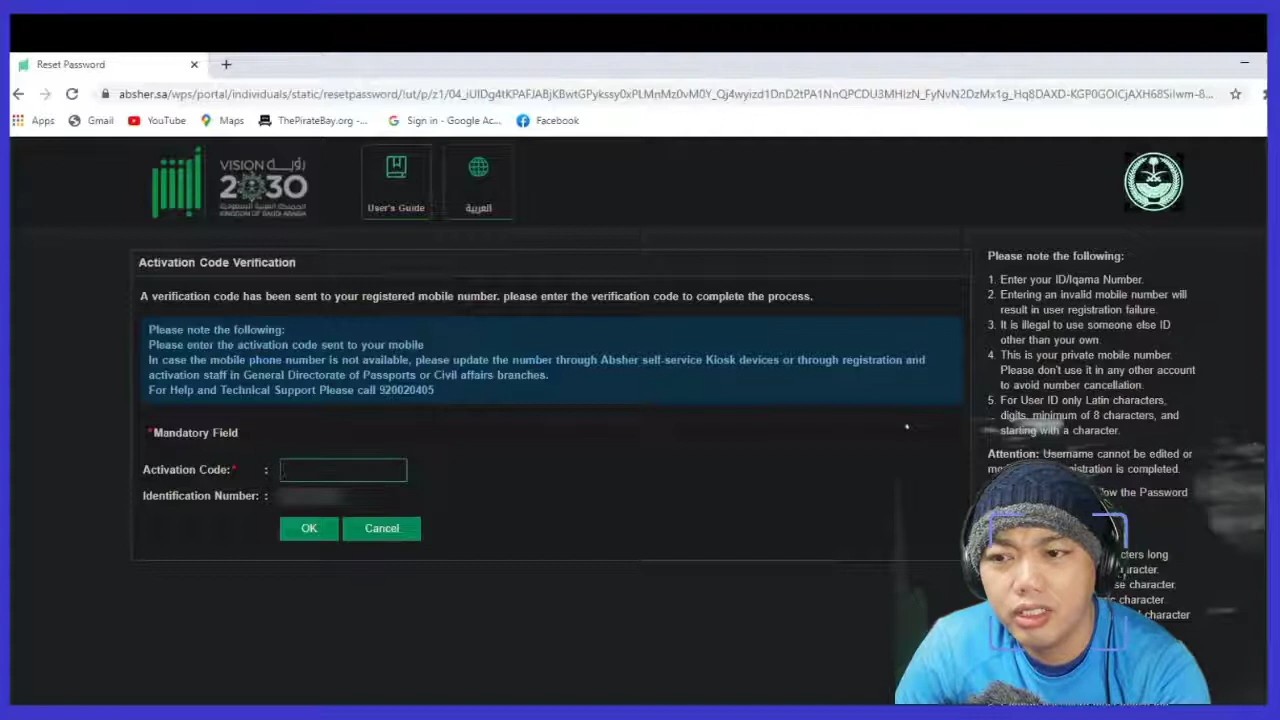 Reset Password
absher.sa/wps/portal/individuals/static/resetpassword/!ut/p/z1/
Apps
Gmail
YouTube
Maps
ThePirateBay.org -...
Sign in - Google Ac...
Facebook
VISION رؤية
2030
المملكة العربية السعودية
KINGDOM OF SAUDI ARABIA
User's Guide
العربية
Activation Code Verification
A verification code has been sent to your registered mobile number. please enter the verification code to complete the process.
Please note the following:
Please enter the activation code sent to your mobile
In case the mobile phone number is not available, please update the number through Absher self-service Kiosk devices or through registration and
activation staff in General Directorate of Passports or Civil affairs branches.
For Help and Technical Support Please call 920020405
*Mandatory Field
Activation Code:* :
Identification Number: :
OK
Cancel
Please note the following:
1. Enter your ID/Iqama Number.
2. Entering an invalid mobile number will
result in user registration failure.
3. It is illegal to use someone else ID
other than your own.
4. This is your private mobile number.
Please don't use it in any other account
to avoid number cancellation.
5. For User ID only Latin characters,
digits, minimum of 8 characters, and
starting with a character.
Attention: Username cannot be edited or
registration is completed.
the Password
long
character.
character